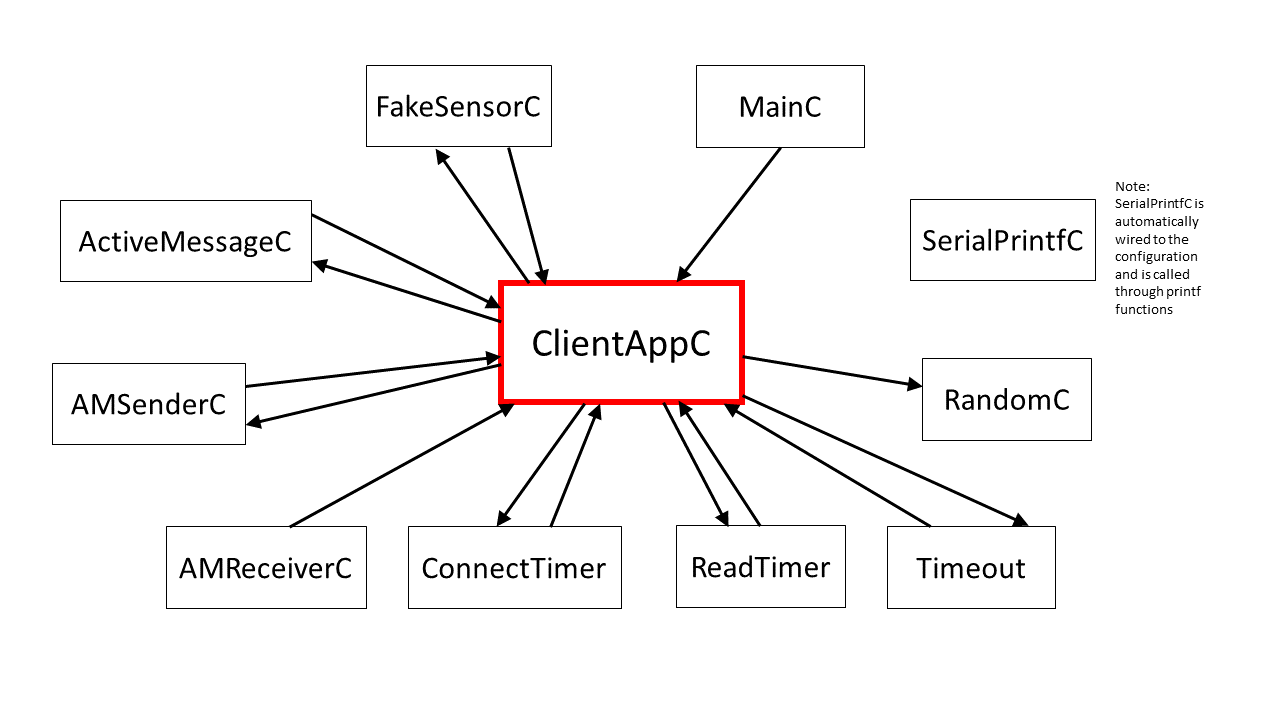 FakeSensorC
MainC
Note:
SerialPrintfC is
automatically
wired to the
configuration
and is called
through printf
functions
ActiveMessageC
SerialPrintfC
ClientAppC
AMSenderC
RandomC
AMReceiverC
ConnectTimer
ReadTimer
Timeout